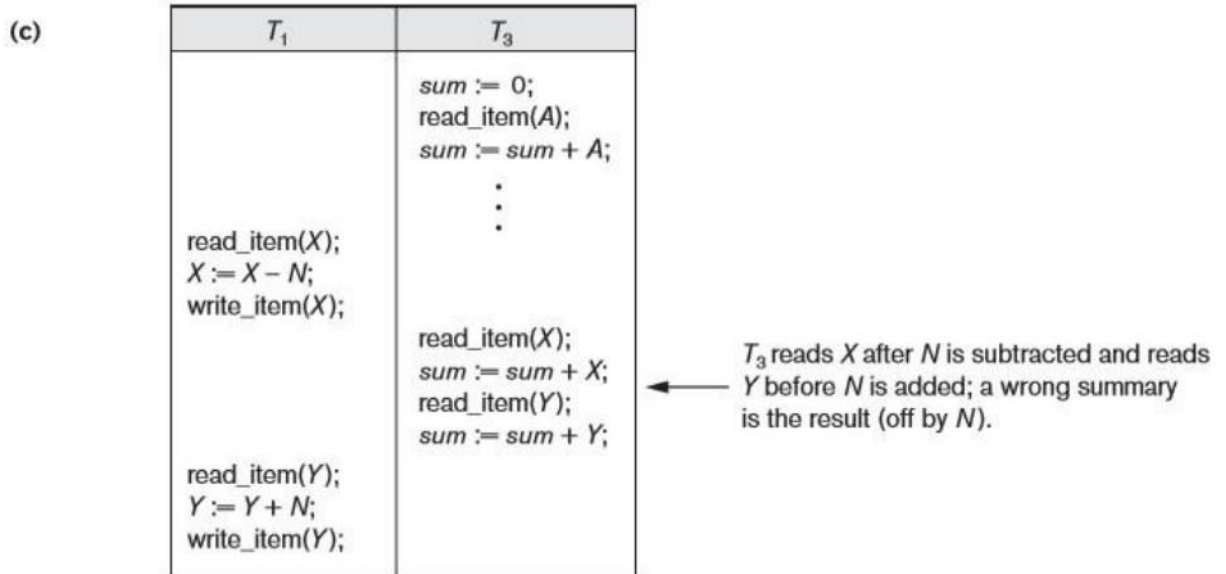 (c)
T₁ T₃
sum := 0;
read_item(A);
sum := sum + A;
read_item(X);
X := X – N;
write_item(X);
read_item(X);
sum := sum + X;
read_item(Y);
sum := sum + Y;
T₃ reads X after N is subtracted and reads
Y before N is added; a wrong summary
is the result (off by N).
read_item(Y);
Y := Y + N;
write_item(Y);